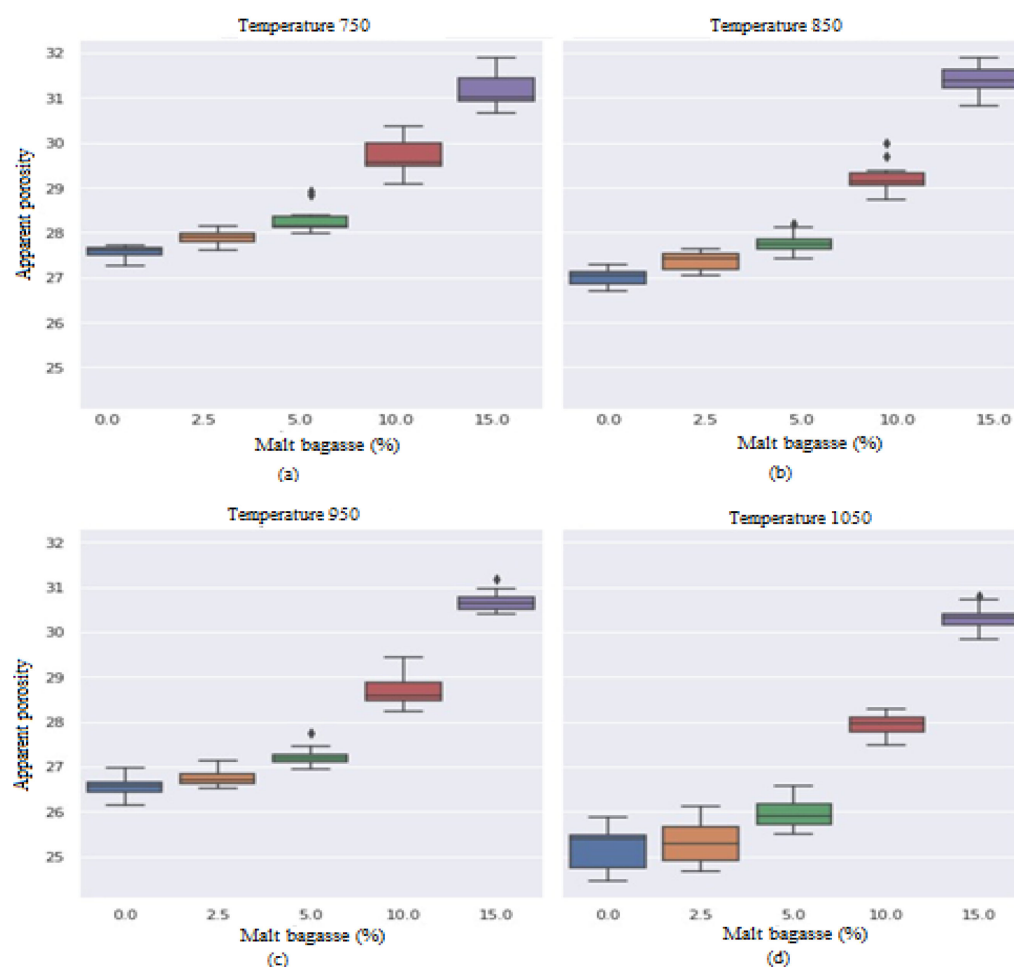 Temperature 750
Temperature 850
32
31
30
29
28
27
26
25
Apparent porosity
0.0 2.5 5.0 10.0 15.0
0.0 2.5 5.0 10.0 15.0
Malt bagasse (%)
Malt bagasse (%)
(a)
(b)
Temperature 950
Temperature 1050
32
31
30
29
28
27
26
25
Apparent porosity
0.0 2.5 5.0 10.0 15.0
0.0 2.5 5.0 10.0 15.0
Malt bagasse (%)
Malt bagasse (%)
(c)
(d)